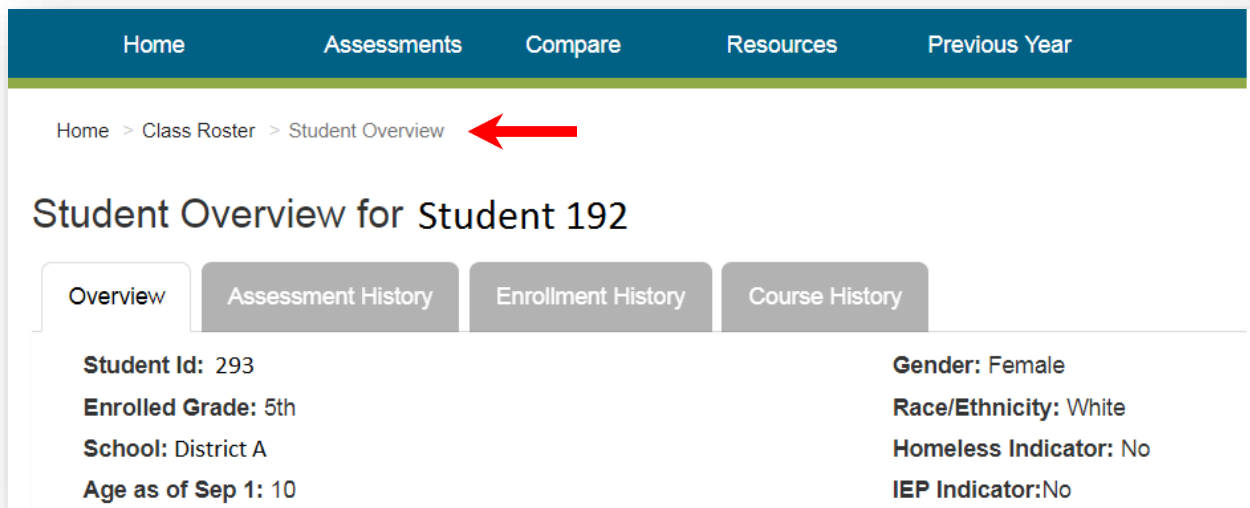 Home Assessments Compare Resources Previous Year
Home > Class Roster > Student Overview
Student Overview for Student 192
Overview Assessment History Enrollment History Course History
Student Id: 293
Gender: Female
Enrolled Grade: 5th
Race/Ethnicity: White
School: District A
Homeless Indicator: No
Age as of Sep 1: 10
IEP Indicator:No